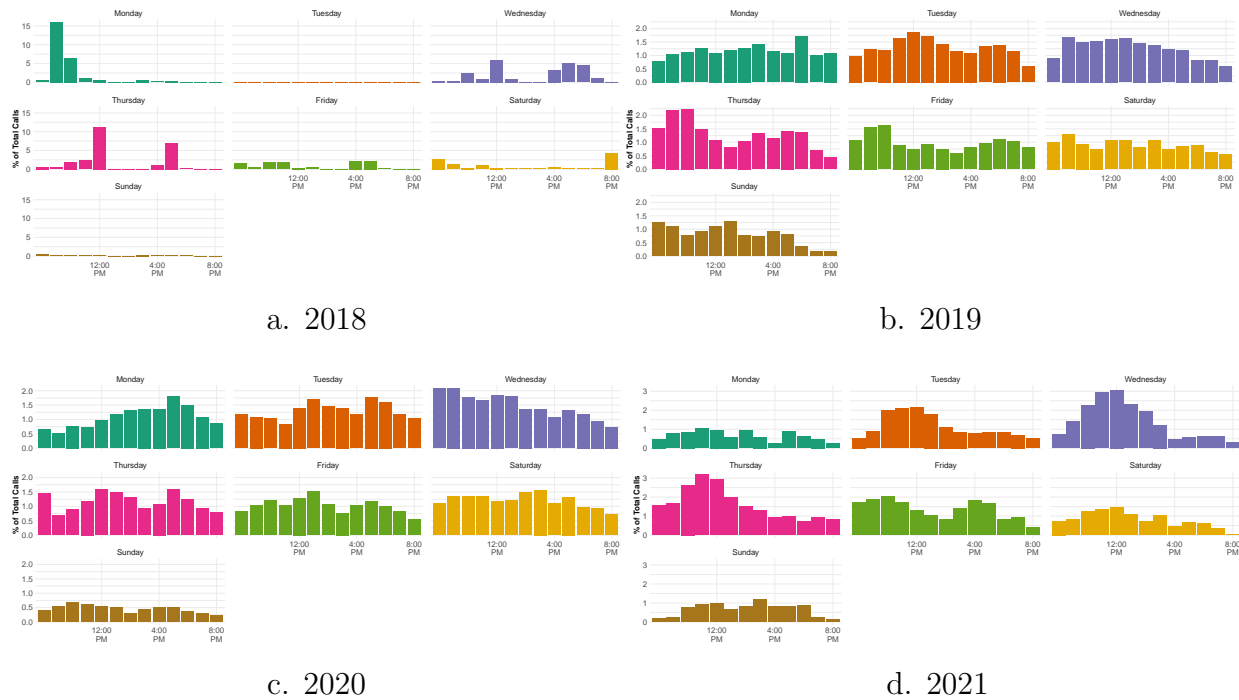 Monday Tuesday Wednesday
15
10
5
0
Thursday Friday Saturday
% of Total Calls
15
10
5
0
12:00 PM 4:00 PM 8:00 PM 12:00 PM 4:00 PM 8:00 PM
Sunday
15
10
5
0
12:00 PM 4:00 PM 8:00 PM
a. 2018
Monday Tuesday Wednesday
2.0
1.5
1.0
0.5
0.0
Thursday Friday Saturday
% of Total Calls
2.0
1.5
1.0
0.5
0.0
12:00 PM 4:00 PM 8:00 PM 12:00 PM 4:00 PM 8:00 PM
Sunday
2.0
1.5
1.0
0.5
0.0
12:00 PM 4:00 PM 8:00 PM
b. 2019
Monday Tuesday Wednesday
2.0
1.5
1.0
0.5
0.0
Thursday Friday Saturday
% of Total Calls
2.0
1.5
1.0
0.5
0.0
12:00 PM 4:00 PM 8:00 PM 12:00 PM 4:00 PM 8:00 PM
Sunday
2.0
1.5
1.0
0.5
0.0
12:00 PM 4:00 PM 8:00 PM
c. 2020
Monday Tuesday Wednesday
3
2
1
0
Thursday Friday Saturday
% of Total Calls
3
2
1
0
12:00 PM 4:00 PM 8:00 PM 12:00 PM 4:00 PM 8:00 PM
Sunday
3
2
1
0
12:00 PM 4:00 PM 8:00 PM
d. 2021